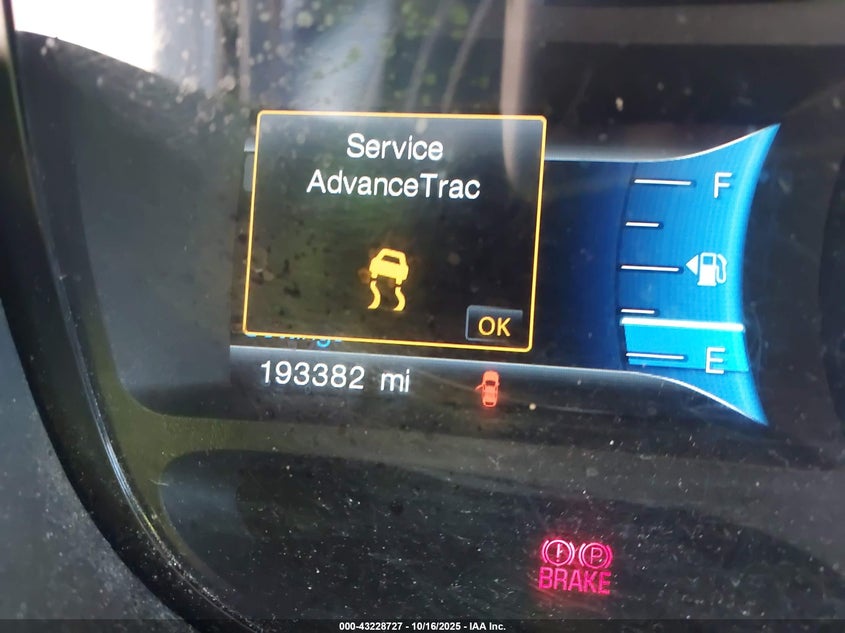 Service
AdvanceTrac
F
OK
E
193382 mi
(!) (P)
BRAKE
000-43228727 - 10/16/2025 - IAA Inc.